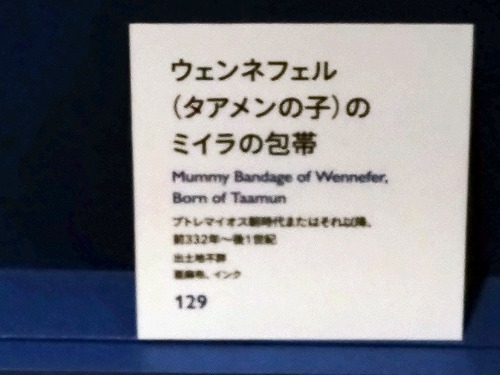 ウェンネフェル
（タアメンの子）の
ミイラの包帯
Mummy Bandage of Wennefer,
Born of Taamun
プトレマイオス朝時代またはそれ以降、
前332年〜後1世紀
出土地不詳
亜麻布、インク
129